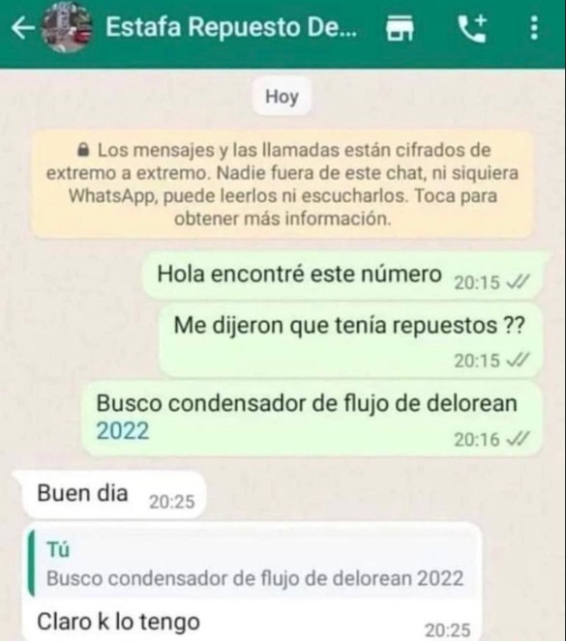 Estafa Repuesto De...
Hoy
Los mensajes y las llamadas están cifrados de
extremo a extremo. Nadie fuera de este chat, ni siquiera
WhatsApp, puede leerlos ni escucharlos. Toca para
obtener más información.
Hola encontré este número 20:15
Me dijeron que tenía repuestos ??
20:15
Busco condensador de flujo de delorean
2022 20:16
Buen dia 20:25
Tú
Busco condensador de flujo de delorean 2022
Claro k lo tengo 20:25